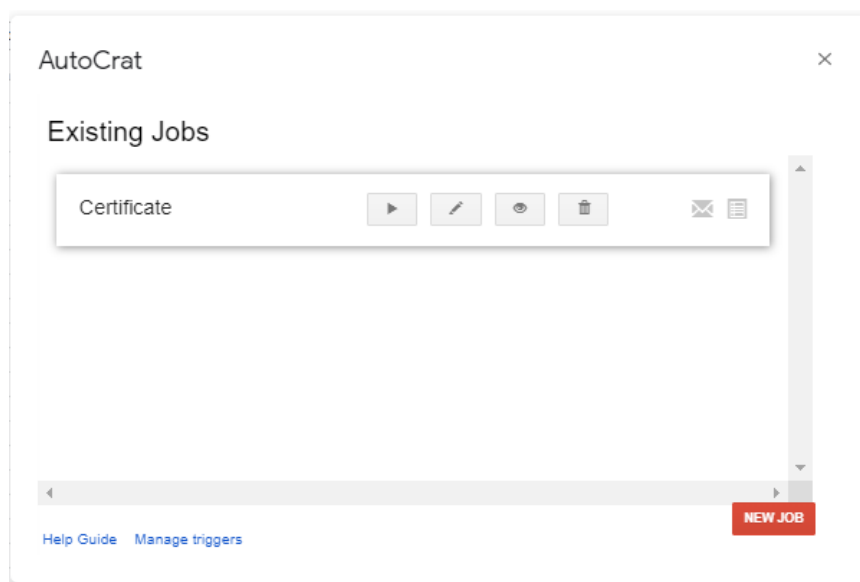 AutoCrat
Existing Jobs
Certificate
NEW JOB
Help Guide Manage triggers